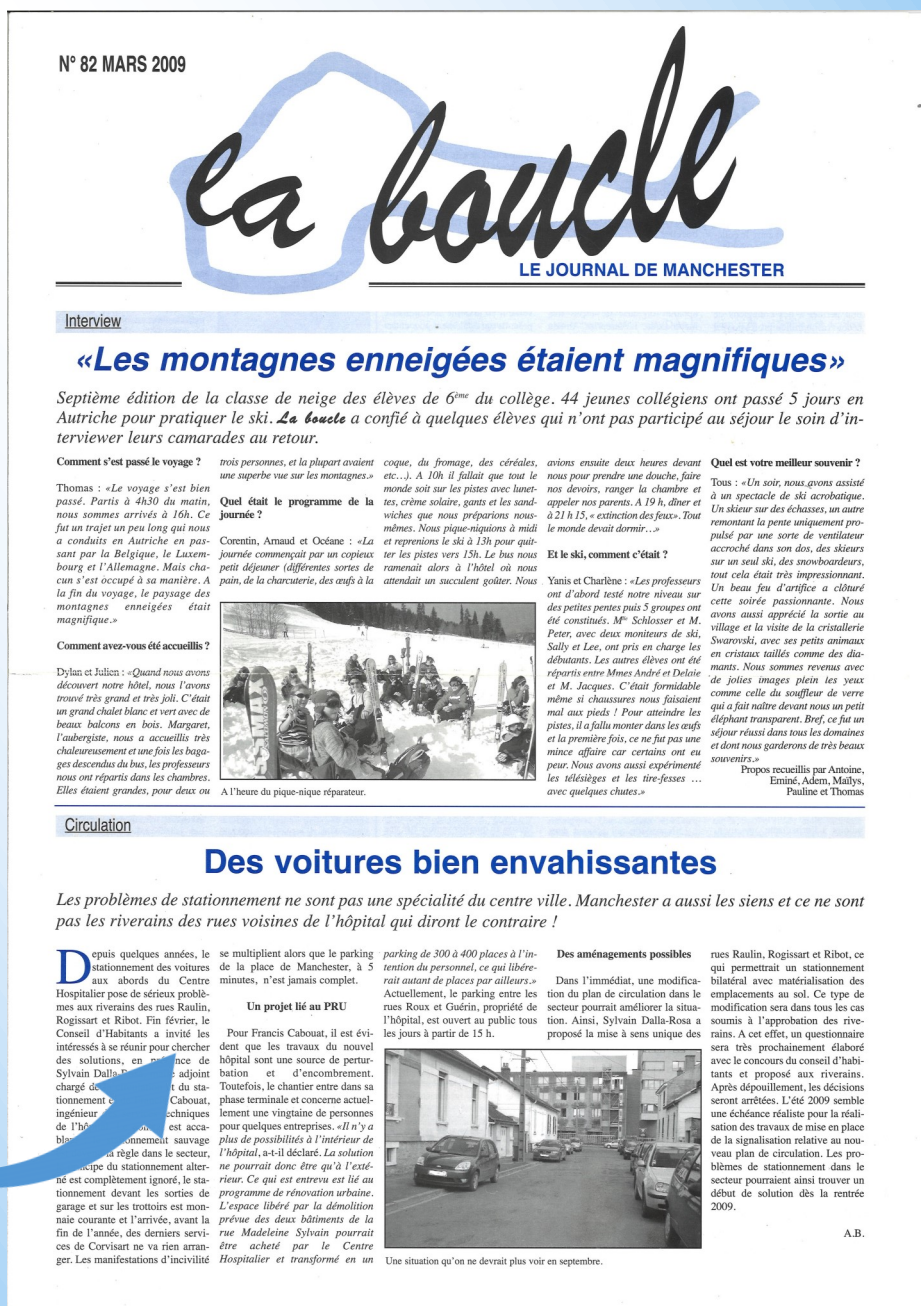 N° 82 MARS 2009
la boucle
LE JOURNAL DE MANCHESTER
Interview
«Les montagnes enneigées étaient magnifiques»
Septième édition de la classe de neige des élèves de 6ème du collège. 44 jeunes collégiens ont passé 5 jours en
Autriche pour pratiquer le ski. La boucle a confié à quelques élèves qui n'ont pas participé au séjour le soin d'in-
terviewer leurs camarades au retour.
Comment s'est passé le voyage ?
Thomas : «Le voyage s'est bien
passé. Partis à 4h30 du matin,
nous sommes arrivés à 16h. Ce
fut un trajet un peu long qui nous
a conduits en Autriche en pas-
sant par la Belgique, le Luxem-
bourg et l'Allemagne. Mais cha-
cun s'est occupé à sa manière. A
la fin du voyage, le paysage des
montagnes enneigées était
magnifique.»
Comment avez-vous été accueillis ?
Dylan et Julien : «Quand nous avons
découvert notre hôtel, nous l'avons
trouvé très grand et très joli. C'était
un grand chalet blanc et vert avec de
beaux balcons en bois. Margaret,
l'aubergiste, nous a accueillis très
chaleureusement et une fois les baga-
ges descendus du bus, les professeurs
nous ont répartis dans les chambres.
Elles étaient grandes, pour deux ou
trois personnes, et la plupart avaient
une superbe vue sur les montagnes.»
Quel était le programme de la
journée ?
Corentin, Arnaud et Océane : «La
journée commençait par un copieux
petit déjeuner (différentes sortes de
pain, de la charcuterie, des œufs à la
coque, du fromage, des céréales,
etc…). A 10h il fallait que tout le
monde soit sur les pistes avec lunet-
tes, crème solaire, gants et les sand-
wiches que nous préparions nous-
mêmes. Nous pique-niquions à midi
et reprenions le ski à 13h pour quit-
ter les pistes vers 15h. Le bus nous
ramenait alors à l'hôtel où nous
attendait un succulent goûter. Nous
A l'heure du pique-nique réparateur.
avions ensuite deux heures devant
nous pour prendre une douche, faire
nos devoirs, ranger la chambre et
appeler nos parents. A 19 h, dîner et
à 21 h 15, « extinction des feux». Tout
le monde devait dormir…»
Et le ski, comment c'était ?
Yanis et Charlène : «Les professeurs
ont d'abord testé notre niveau sur
des petites pentes puis 5 groupes ont
été constitués. Mlle Schlosser et M.
Peter, avec deux moniteurs de ski,
Sally et Lee, ont pris en charge les
débutants. Les autres élèves ont été
répartis entre Mmes André et Delaie
et M. Jacques. C'était formidable
même si chaussures nous faisaient
mal aux pieds ! Pour atteindre les
pistes, il a fallu monter dans les œufs
et la première fois, ce ne fut pas une
mince affaire car certains ont eu
peur. Nous avons aussi expérimenté
les télésièges et les tire-fesses …
avec quelques chutes.»
Quel est votre meilleur souvenir ?
Tous : «Un soir, nous avons assisté
à un spectacle de ski acrobatique.
Un skieur sur des échasses, un autre
remontant la pente uniquement pro-
pulsé par une sorte de ventilateur
accroché dans son dos, des skieurs
sur un seul ski, des snowboardeurs,
tout cela était très impressionnant.
Un beau feu d'artifice a clôturé
cette soirée passionnante. Nous
avons aussi apprécié la sortie au
village et la visite de la cristallerie
Swarovski, avec ses petits animaux
en cristaux taillés comme des dia-
mants. Nous sommes revenus avec
de jolies images plein les yeux
comme celle du souffleur de verre
qui a fait naître devant nous un petit
éléphant transparent. Bref, ce fut un
séjour réussi dans tous les domaines
et dont nous garderons de très beaux
souvenirs.»
Propos recueillis par Antoine,
Eminé, Adem, Maïlys,
Pauline et Thomas
Circulation
Des voitures bien envahissantes
Les problèmes de stationnement ne sont pas une spécialité du centre ville. Manchester a aussi les siens et ce ne sont
pas les riverains des rues voisines de l'hôpital qui diront le contraire !
Depuis quelques années, le
stationnement des voitures
aux abords du Centre
Hospitalier pose de sérieux problè-
mes aux riverains des rues Raulin,
Rogissart et Ribot. Fin février, le
Conseil d'Habitants a invité les
intéressés à se réunir pour chercher
des solutions, en de
Sylvain adjoint
chargé du sta-
tionnement Cabouat,
ingénieur
de est acca-
sauvage
la règle dans le secteur,
du stationnement alter-
né est complètement ignoré, le sta-
tionnement devant les sorties de
garage et sur les trottoirs est mon-
naie courante et l'arrivée, avant la
fin de l'année, des derniers servi-
ces de Corvisart ne va rien arran-
ger. Les manifestations d'incivilité
se multiplient alors que le parking
de la place de Manchester, à 5
minutes, n'est jamais complet.
Un projet lié au PRU
Pour Francis Cabouat, il est évi-
dent que les travaux du nouvel
hôpital sont une source de pertur-
bation et d'encombrement.
Toutefois, le chantier entre dans sa
phase terminale et concerne actuel-
lement une vingtaine de personnes
pour quelques entreprises. «Il n'y a
plus de possibilités à l'intérieur de
l'hôpital, a-t-il déclaré. La solution
ne pourrait donc être qu'à l'exté-
rieur. Ce qui est entrevu est lié au
programme de rénovation urbaine.
L'espace libéré par la démolition
prévue des deux bâtiments de la
rue Madeleine Sylvain pourrait
être acheté par le Centre
Hospitalier et transformé en un
parking de 300 à 400 places à l'in-
tention du personnel, ce qui libére-
rait autant de places par ailleurs.»
Actuellement, le parking entre les
rues Roux et Guérin, propriété de
l'hôpital, est ouvert au public tous
les jours à partir de 15 h.
Des aménagements possibles
Dans l'immédiat, une modifica-
tion du plan de circulation dans le
secteur pourrait améliorer la situa-
tion. Ainsi, Sylvain Dalla-Rosa a
proposé la mise à sens unique des
Une situation qu'on ne devrait plus voir en septembre.
rues Raulin, Rogissart et Ribot, ce
qui permettrait un stationnement
bilatéral avec matérialisation des
emplacements au sol. Ce type de
modification sera dans tous les cas
soumis à l'approbation des rive-
rains. A cet effet, un questionnaire
sera très prochainement élaboré
avec le concours du conseil d'habi-
tants et proposé aux riverains.
Après dépouillement, les décisions
seront arrêtées. L'été 2009 semble
une échéance réaliste pour la réali-
sation des travaux de mise en place
de la signalisation relative au nou-
veau plan de circulation. Les pro-
blèmes de stationnement dans le
secteur pourraient ainsi trouver un
début de solution dès la rentrée
2009.
A.B.